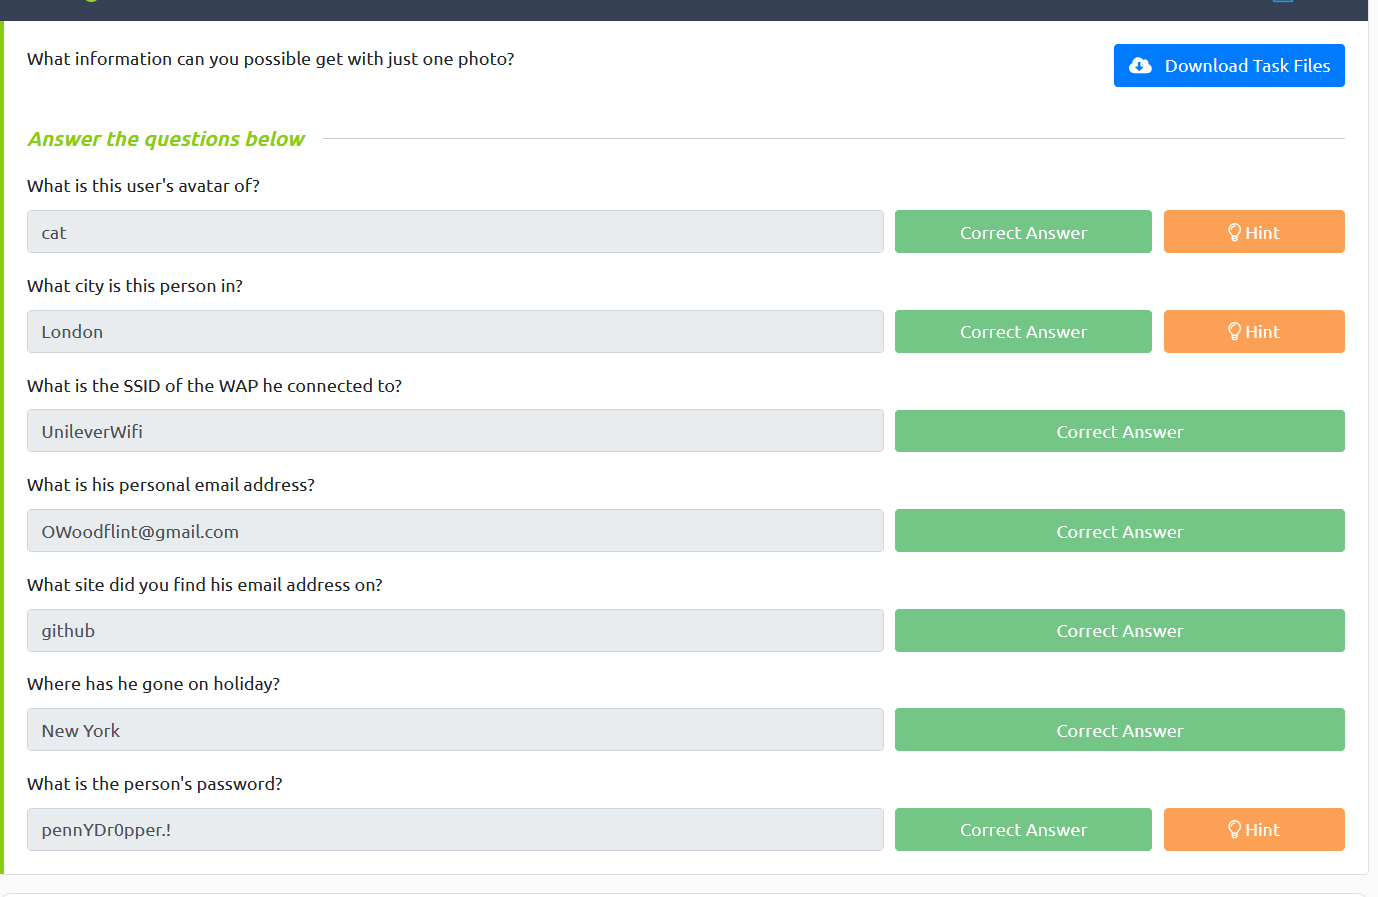 What information can you possible get with just one photo?
Download Task Files
Answer the questions below
What is this user's avatar of?
cat
Correct Answer
Hint
What city is this person in?
London
Correct Answer
Hint
What is the SSID of the WAP he connected to?
UnileverWifi
Correct Answer
What is his personal email address?
OWoodflint@gmail.com
Correct Answer
What site did you find his email address on?
github
Correct Answer
Where has he gone on holiday?
New York
Correct Answer
What is the person's password?
pennYDr0pper.!
Correct Answer
Hint